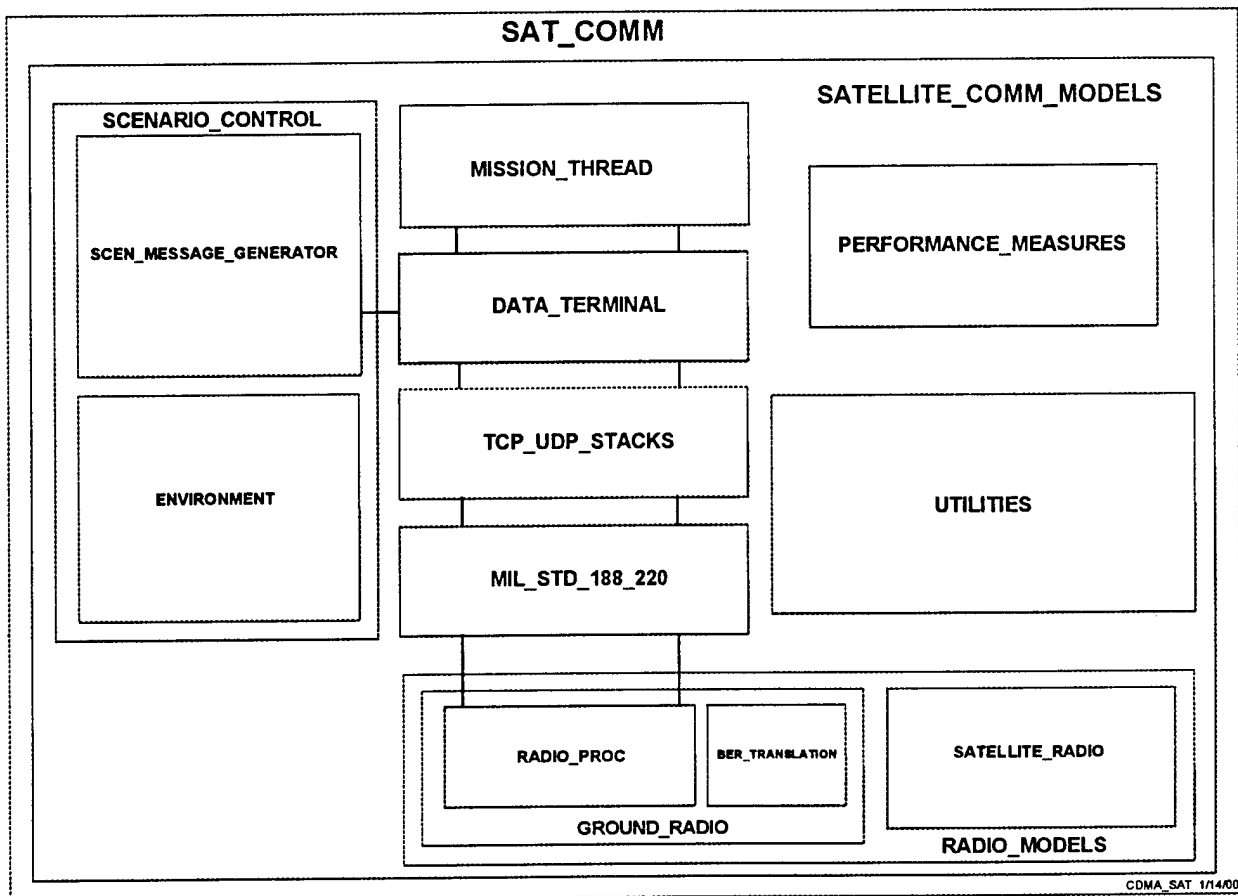 SAT_COMM
SATELLITE_COMM_MODELS
SCENARIO_CONTROL
SCEN_MESSAGE_GENERATOR
ENVIRONMENT
MISSION_THREAD
DATA_TERMINAL
TCP_UDP_STACKS
MIL_STD_188_220
PERFORMANCE_MEASURES
UTILITIES
RADIO_PROC
BER_TRANSLATION
GROUND_RADIO
SATELLITE_RADIO
RADIO_MODELS
CDMA_SAT 1/14/00